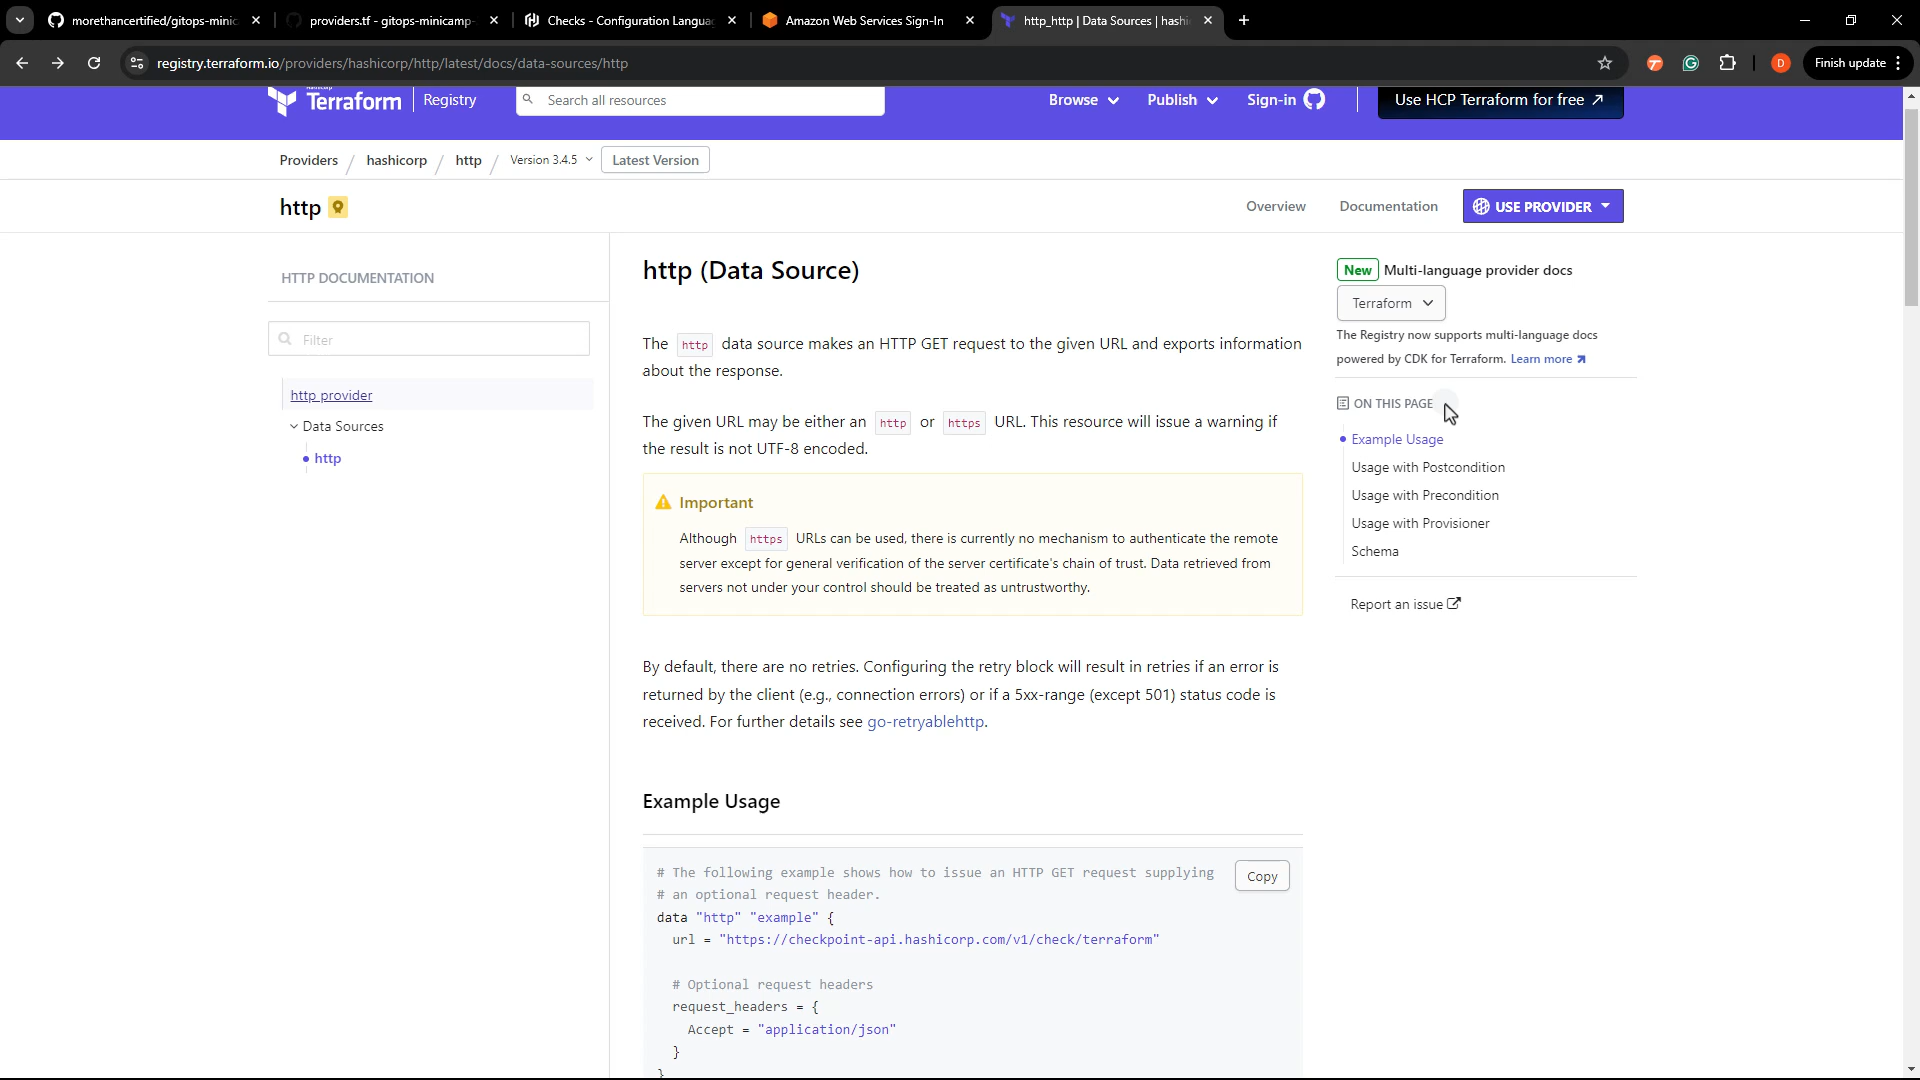 morethancertified/gitops-minic
providers.tf - gitops-minicamp-
Checks - Configuration Langua
Amazon Web Services Sign-In
http_http | Data Sources | hashi
registry.terraform.io/providers/hashicorp/http/latest/docs/data-sources/http
D
Finish update
Terraform
Registry
Search all resources
Browse
Publish
Sign-in
Use HCP Terraform for free
Providers / hashicorp / http / Version 3.4.5
Latest Version
http
Overview
Documentation
USE PROVIDER
HTTP DOCUMENTATION
Filter
http provider
Data Sources
http
http (Data Source)
The http data source makes an HTTP GET request to the given URL and exports information
about the response.
The given URL may be either an http or https URL. This resource will issue a warning if
the result is not UTF-8 encoded.
Important
Although https URLs can be used, there is currently no mechanism to authenticate the remote
server except for general verification of the server certificate's chain of trust. Data retrieved from
servers not under your control should be treated as untrustworthy.
By default, there are no retries. Configuring the retry block will result in retries if an error is
returned by the client (e.g., connection errors) or if a 5xx-range (except 501) status code is
received. For further details see go-retryablehttp.
Example Usage
# The following example shows how to issue an HTTP GET request supplying
# an optional request header.
data "http" "example" {
url = "https://checkpoint-api.hashicorp.com/v1/check/terraform"
# Optional request headers
request_headers = {
Accept = "application/json"
}
}
Copy
New Multi-language provider docs
Terraform
The Registry now supports multi-language docs
powered by CDK for Terraform. Learn more
ON THIS PAGE
Example Usage
Usage with Postcondition
Usage with Precondition
Usage with Provisioner
Schema
Report an issue